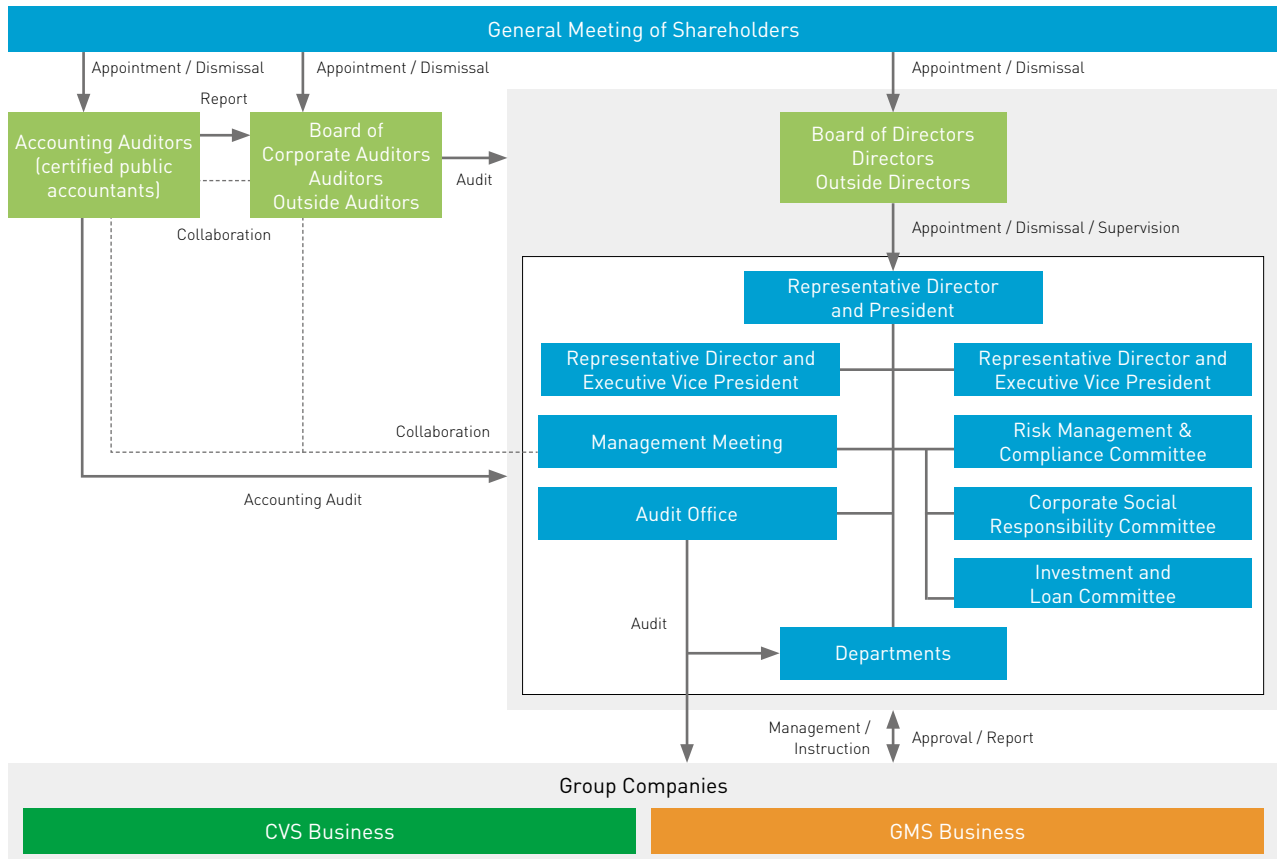 General Meeting of Shareholders
Appointment / Dismissal
Appointment / Dismissal
Appointment / Dismissal
Report
Accounting Auditors
(certified public
accountants)
Board of
Corporate Auditors
Auditors
Outside Auditors
Audit
Board of Directors
Directors
Outside Directors
Collaboration
Appointment / Dismissal / Supervision
Representative Director
and President
Representative Director and
Executive Vice President
Representative Director and
Executive Vice President
Collaboration
Management Meeting
Risk Management &
Compliance Committee
Accounting Audit
Audit Office
Corporate Social
Responsibility Committee
Investment and
Loan Committee
Audit
Departments
Management /
Instruction
Approval / Report
Group Companies
CVS Business
GMS Business